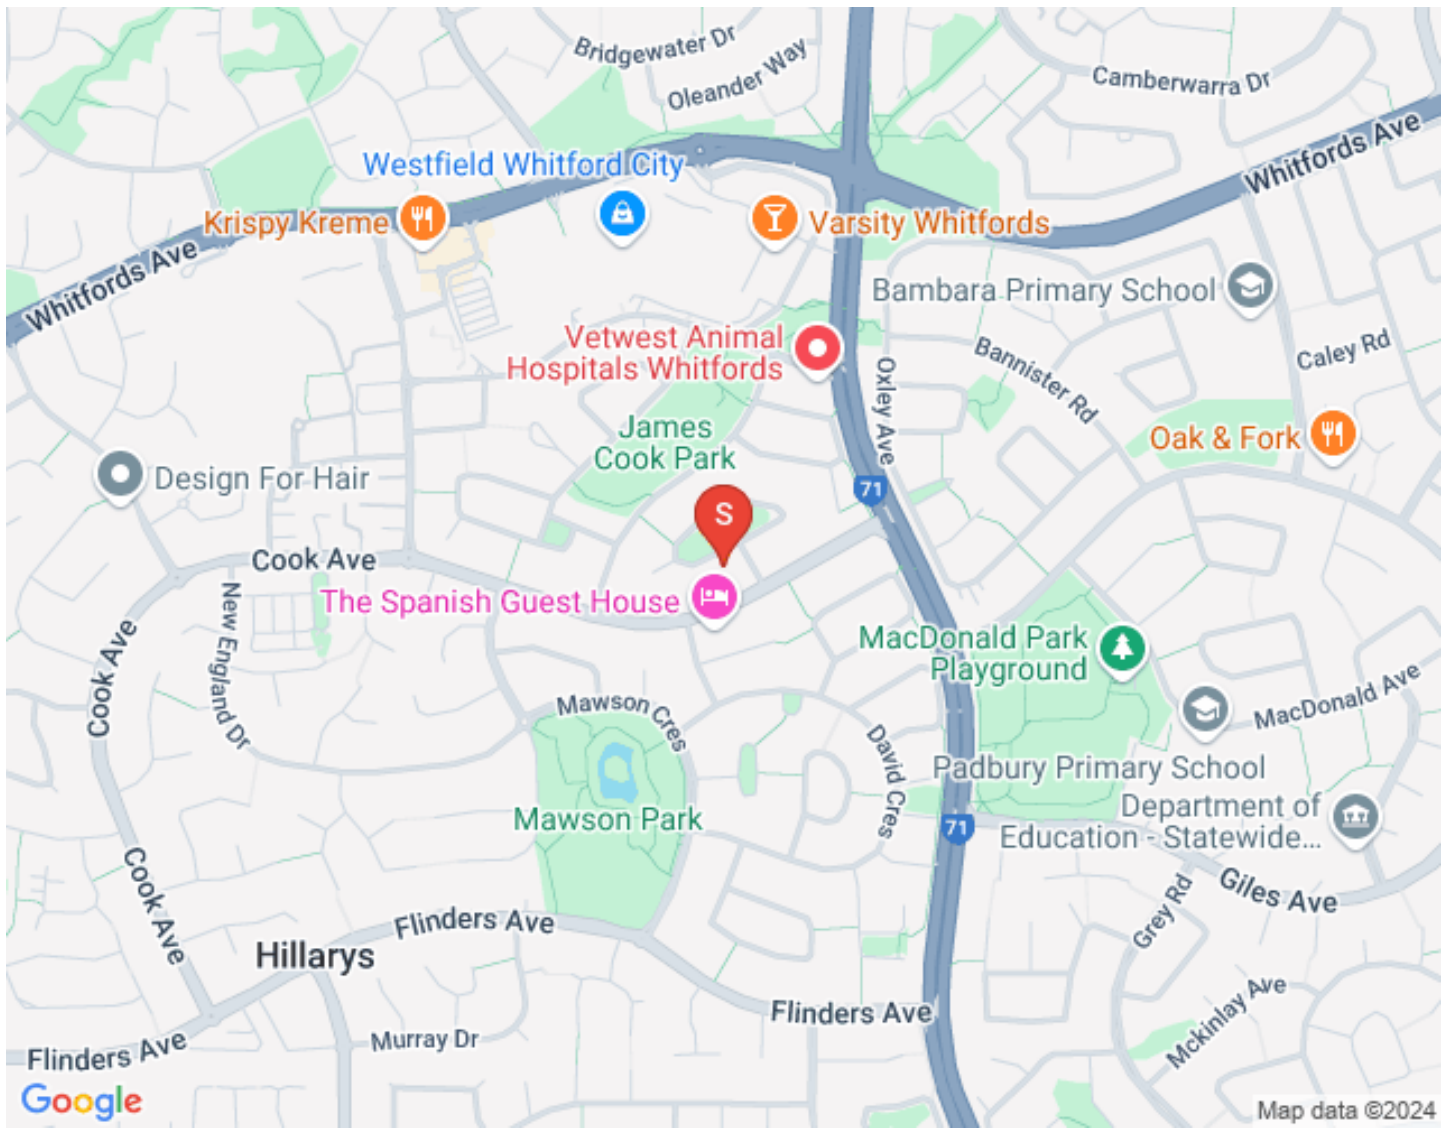 Bridgewater Dr
Oleander Way
Camberwarra Dr
Whitfords Ave
Westfield Whitford City
Krispy Kreme
Varsity Whitfords
Whitfords Ave
Bambara Primary School
Vetwest Animal
Hospitals Whitfords
Oxley Ave
Bannister Rd
Caley Rd
James
Cook Park
Oak & Fork
Design For Hair
71
S
Cook Ave
The Spanish Guest House
New England Dr
Cook Ave
MacDonald Park
Playground
MacDonald Ave
Mawson Cres
David Cres
Padbury Primary School
Mawson Park
Department of
Education - Statewide...
71
Cook Ave
Giles Ave
Grey Rd
Flinders Ave
Hillarys
Flinders Ave
Mckinlay Ave
Murray Dr
Flinders Ave
Google
Map data ©2024